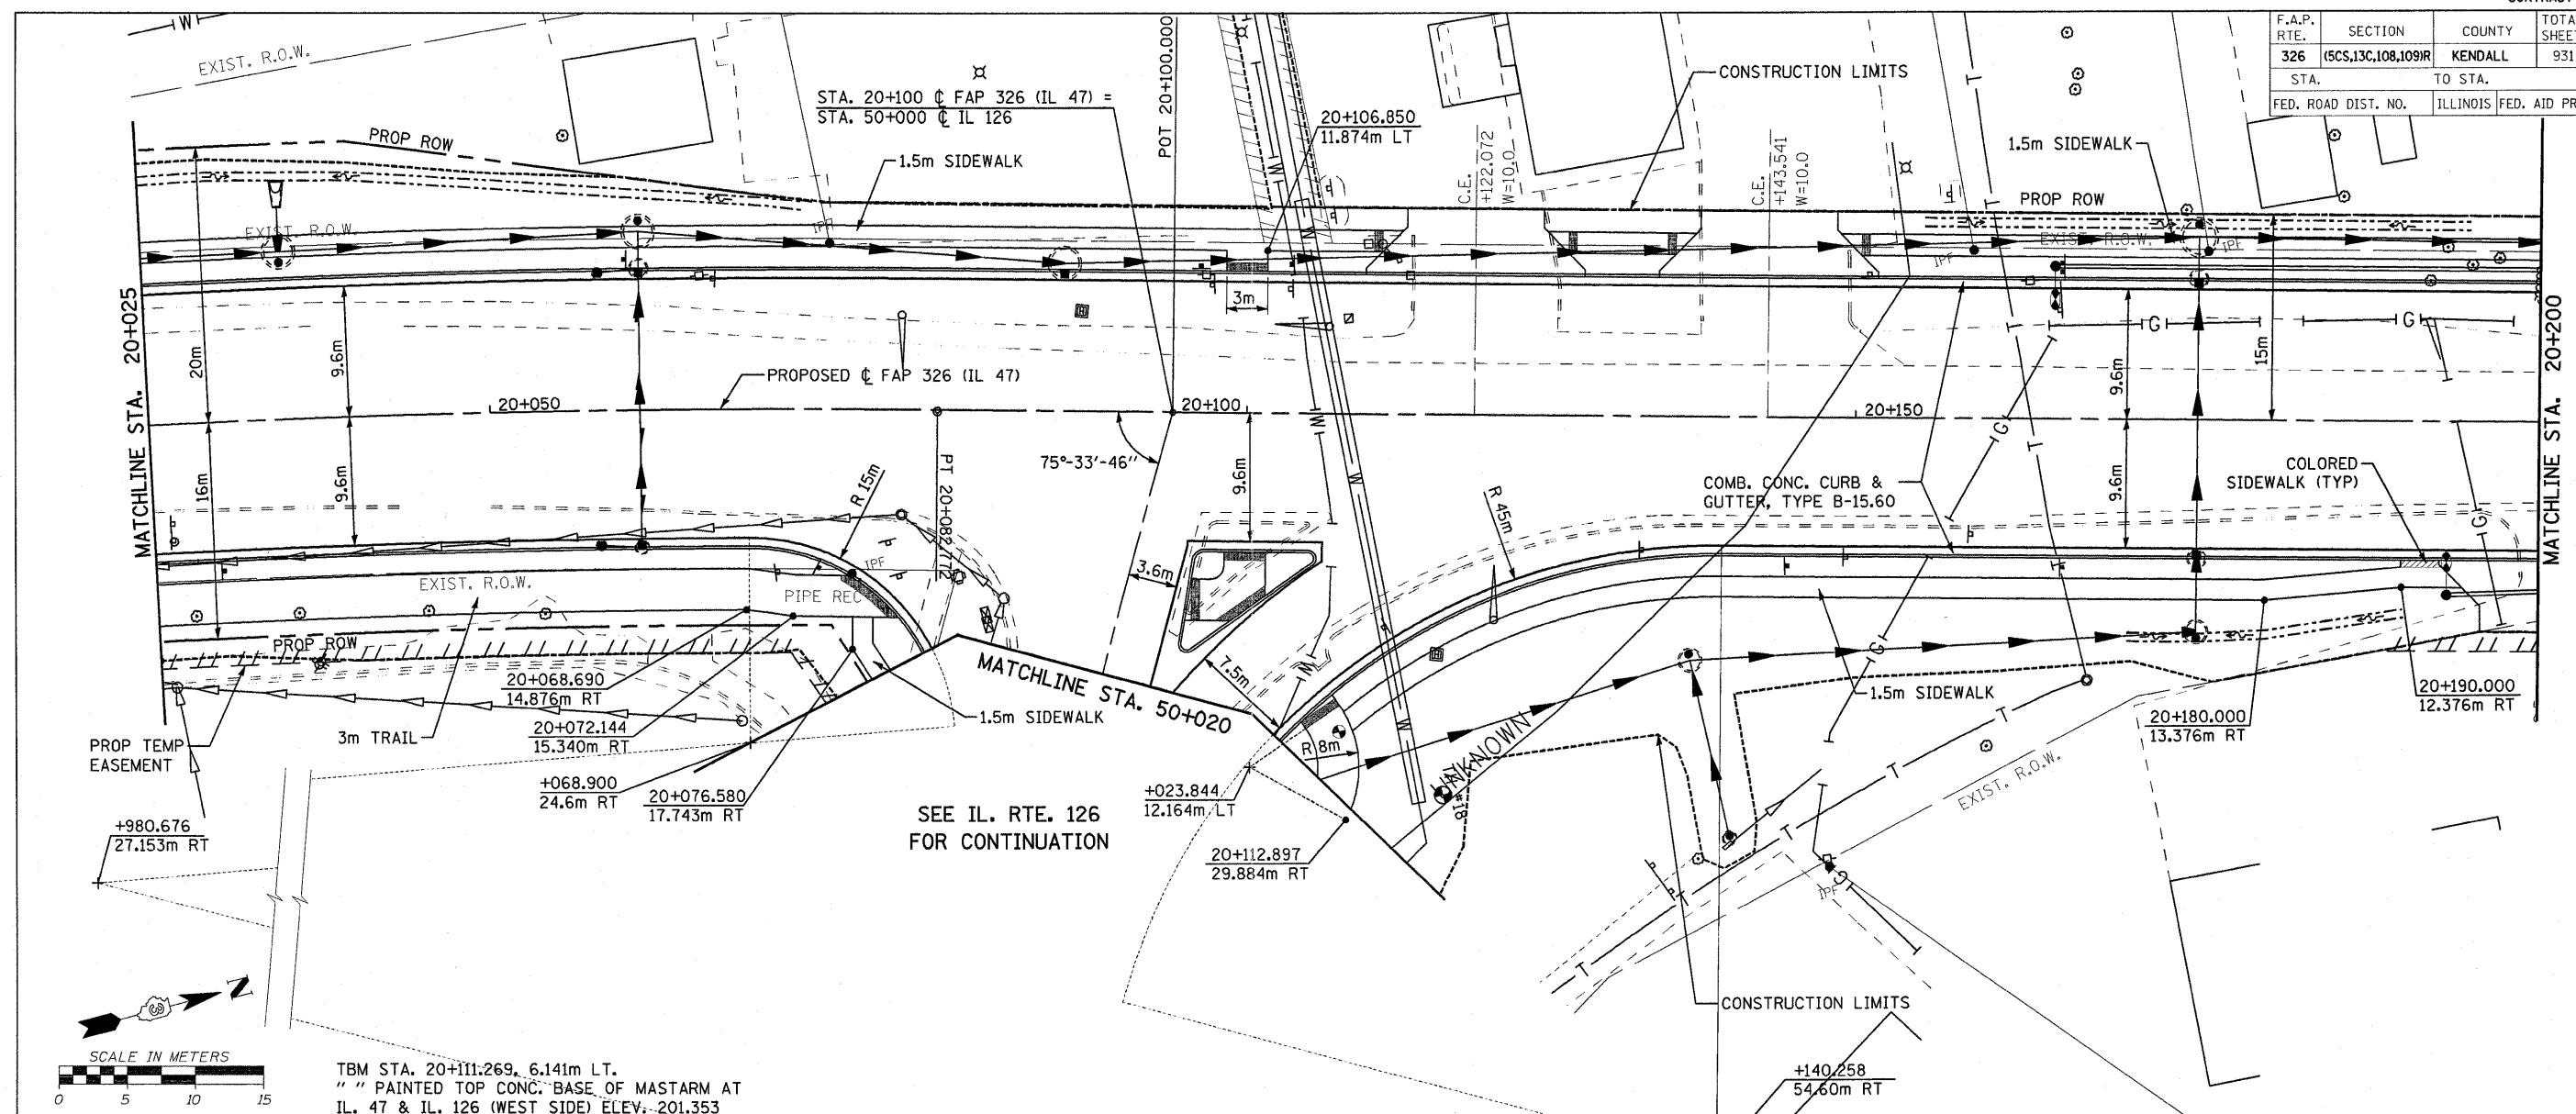 F.A.P. RTE.
SECTION
COUNTY
326
(5CS,13C,108,109)R
KENDALL
931
STA.
TO STA.
FED. ROAD DIST. NO.
ILLINOIS
FED. AID
W
EXIST. R.O.W.
PROP ROW
STA. 20+100 ℄ FAP 326 (IL 47) =
STA. 50+000 ℄ IL 126
POT 20+100.000
20+106.850
11.874m LT
CONSTRUCTION LIMITS
1.5m SIDEWALK
1.5m SIDEWALK
C.E.
+122.072
W=10.0
C.E.
+143.541
W=10.0
PROP ROW
EXIST. R.O.W.
EXIST. R.O.W.
IPF
IPF
IPF
T
T
W
W
MATCHLINE STA. 20+025
MATCHLINE STA. 20+200
20m
9.6m
3m
15m
9.6m
G
G
G
PROPOSED ℄ FAP 326 (IL 47)
20+050
20+100
20+150
16m
9.6m
R 15m
PT 20+082.772
75°-33'-46"
9.6m
W
R 45m
COMB. CONC. CURB &
GUTTER, TYPE B-15.60
9.6m
COLORED
SIDEWALK (TYP)
G
T
EXIST. R.O.W.
IPF
PIPE REC
3.6m
PROP ROW
7.5m
MATCHLINE STA. 50+020
20+068.690
14.876m RT
20+072.144
15.340m RT
3m TRAIL
1.5m SIDEWALK
PROP TEMP
EASEMENT
+068.900
24.6m RT
20+076.580
17.743m RT
+980.676
27.153m RT
SEE IL. RTE. 126
FOR CONTINUATION
R 8m
W
+023.844
12.164m LT
20+112.897
29.884m RT
UNKNOWN
#18
G
1.5m SIDEWALK
20+180.000
13.376m RT
20+190.000
12.376m RT
T
T
T
T
EXIST. R.O.W.
G
IPF
CONSTRUCTION LIMITS
+140.258
54.60m RT
N
SCALE IN METERS
0 5 10 15
TBM STA. 20+111.269, 6.141m LT.
" " PAINTED TOP CONC. BASE OF MASTARM AT
IL. 47 & IL. 126 (WEST SIDE) ELEV. 201.353